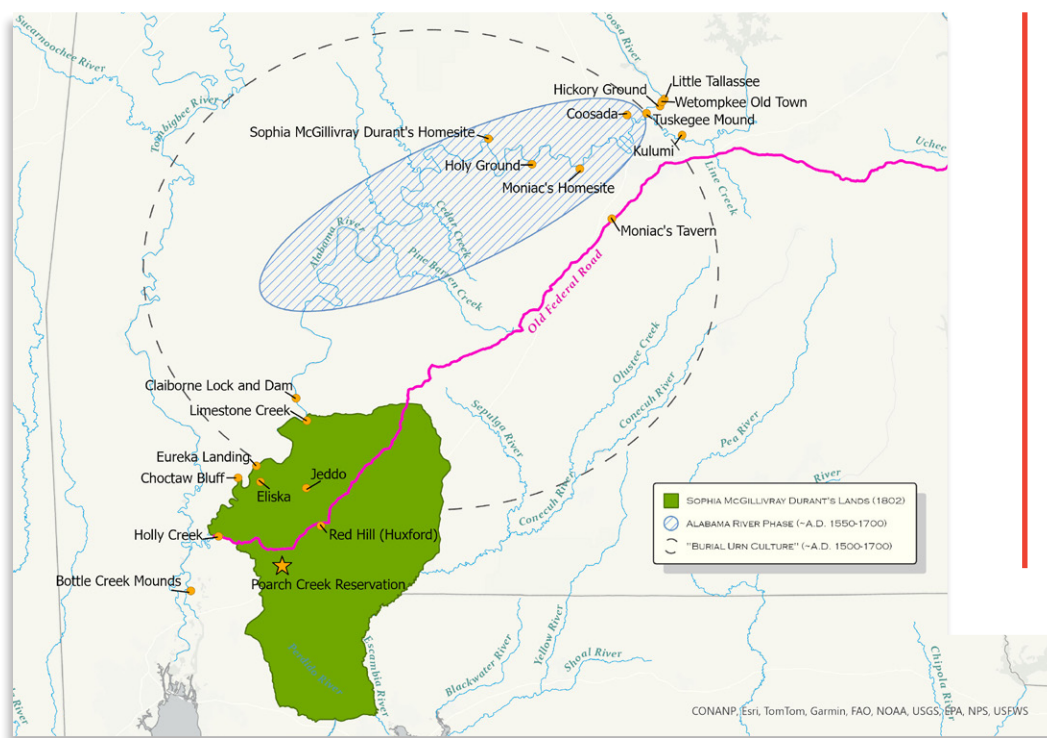 Sucarnoochee River
Tombigbee River
Coosa River
Little Tallassee
Hickory Ground
Wetompkee Old Town
Coosada
Tuskegee Mound
Sophia McGillivray Durant's Homesite
Kulumi
Uchee
Holy Ground
Line Creek
Moniac's Homesite
Cedar Creek
Alabama River
Moniac's Tavern
Pine Barren Creek
Old Federal Road
Olustee Creek
Claiborne Lock and Dam
Conecuh River
Limestone Creek
Sepulga River
Pea River
Eureka Landing
Choctaw Bluff
Jeddo
Eliska
River
Sophia McGillivray Durant's Lands (1802)
Alabama River Phase (~A.D. 1550-1700)
"Burial Urn Culture" (~A.D. 1500-1700)
Conecuh River
Holly Creek
Red Hill (Huxford)
Poarch Creek Reservation
Bottle Creek Mounds
Escambia River
Yellow River
Blackwater River
Shoal River
Chipola River
River
CONANP, Esri, TomTom, Garmin, FAO, NOAA, USGS, EPA, NPS, USFWS